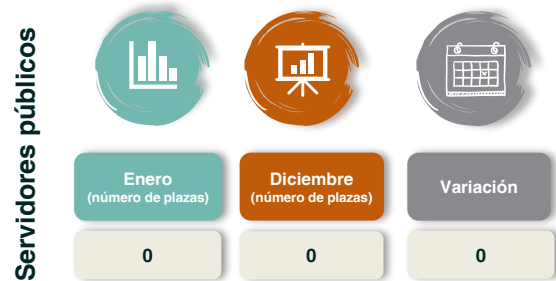 Servidores públicos
Enero
(número de plazas)
Diciembre
(número de plazas)
Variación
0
0
0